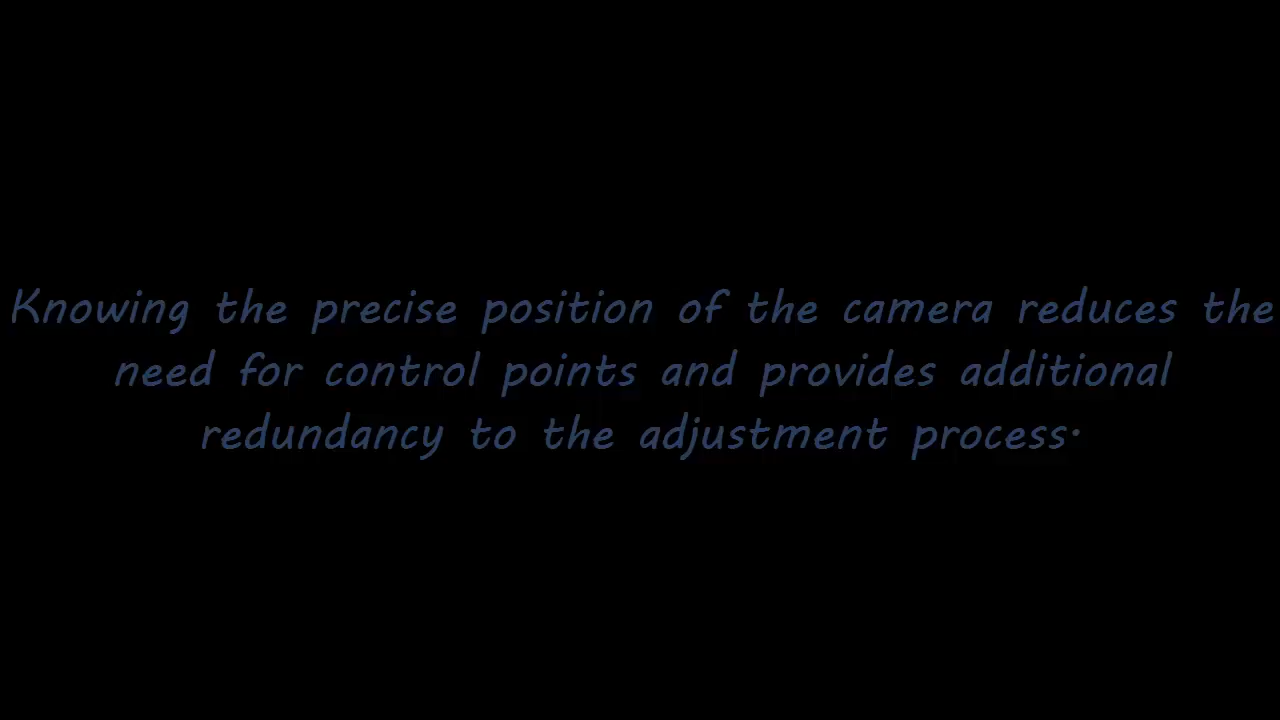 Knowing the precise position of the camera reduces the
need for control points and provides additional
redundancy to the adjustment process.